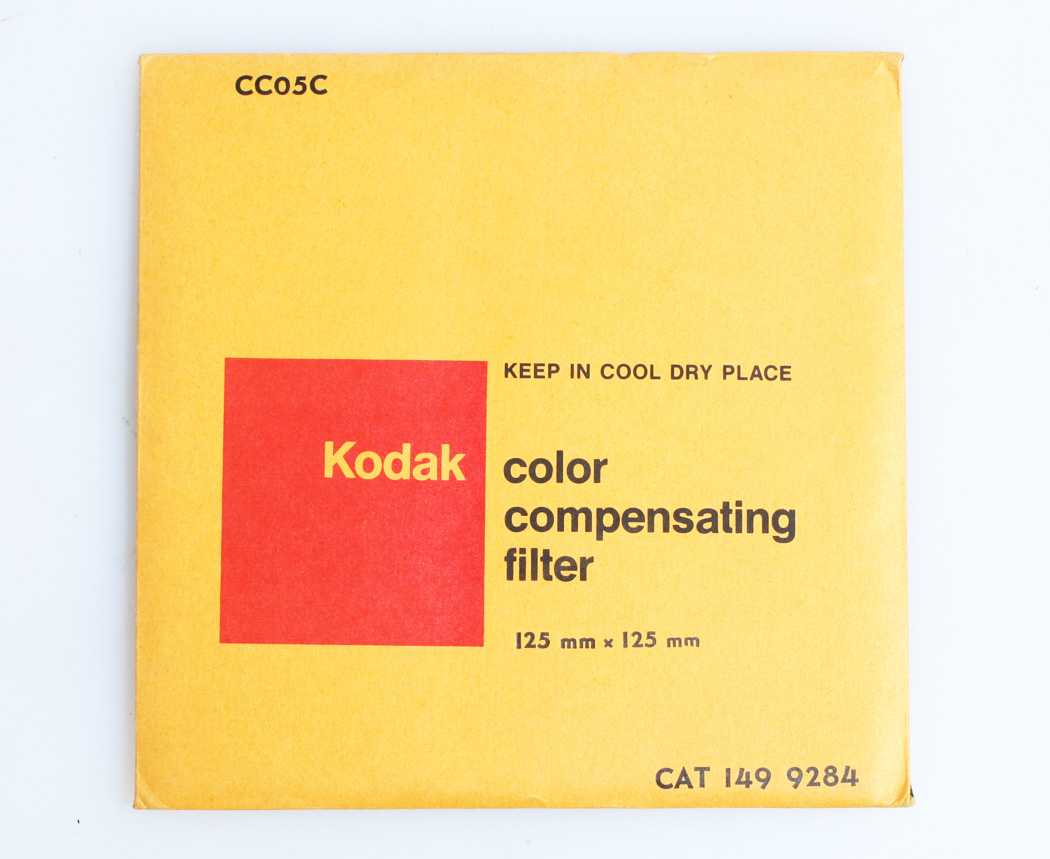 CC05C
KEEP IN COOL DRY PLACE
Kodak
color
compensating
filter
125 mm x 125 mm
CAT 149 9284